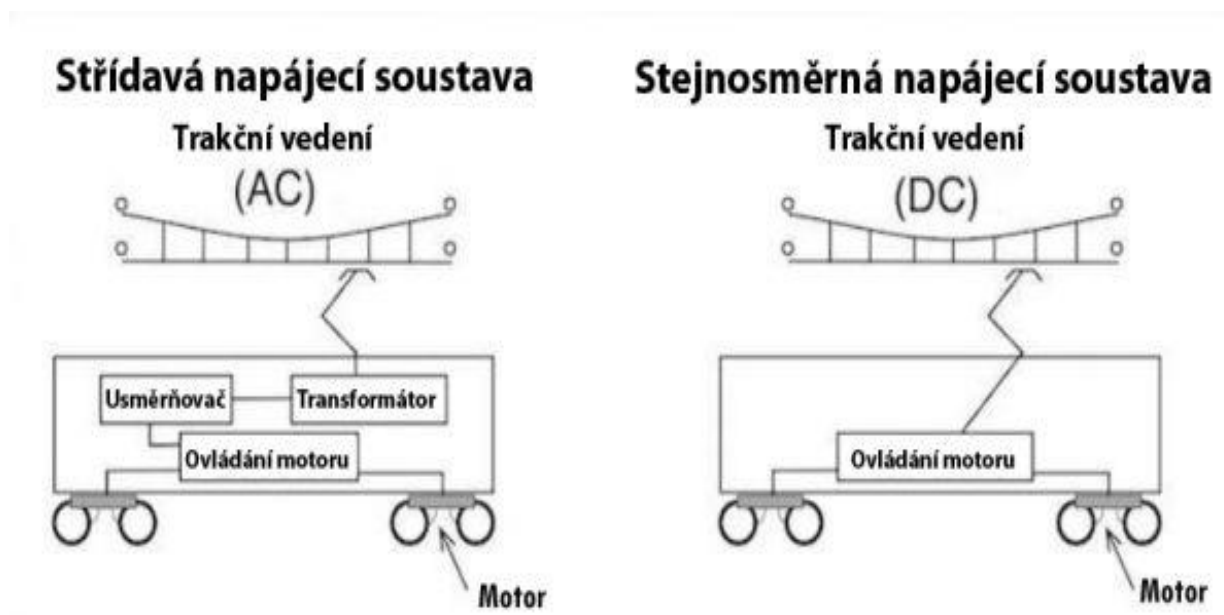 Střídavá napájecí soustava
Trakční vedení
(AC)
Usměrňovač
Transformátor
Ovládání motoru
Motor
Stejnosměrná napájecí soustava
Trakční vedení
(DC)
Ovládání motoru
Motor